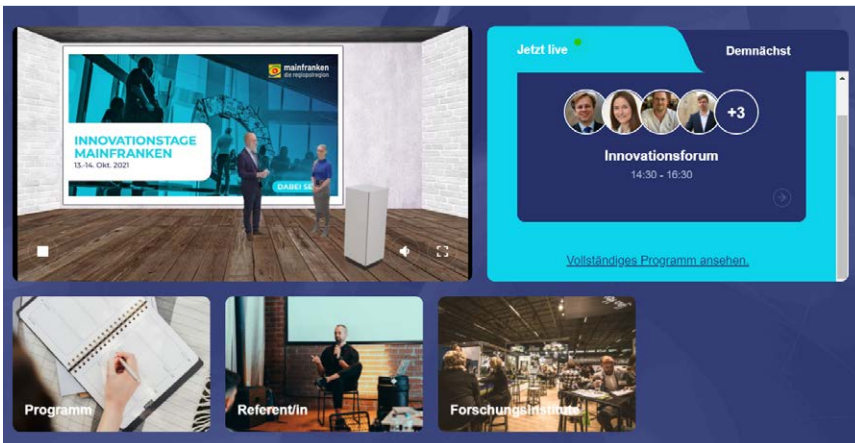 mainfranken
die regiopolregion
INNOVATIONSTAGE
MAINFRANKEN
13.-14. Okt. 2021
DABEI SE
Jetzt live
Demnächst
+3
Innovationsforum
14:30 - 16:30
Vollständiges Programm ansehen.
Programm
Referent/in
Forschungsinstitute